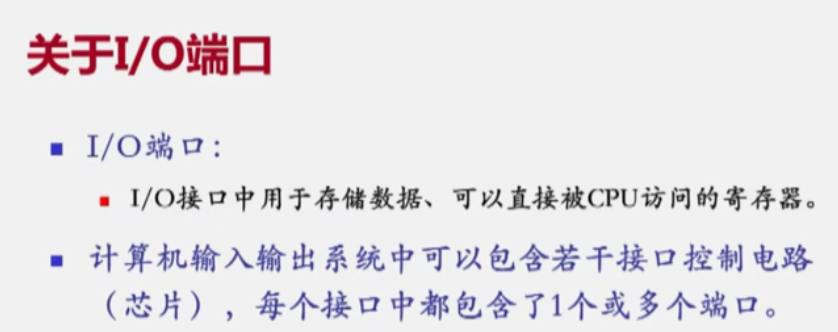 关于I/O端口
I/O端口：
I/O接口中用于存储数据、可以直接被CPU访问的寄存器。
计算机输入输出系统中可以包含若干接口控制电路
（芯片），每个接口中都包含了1个或多个端口。